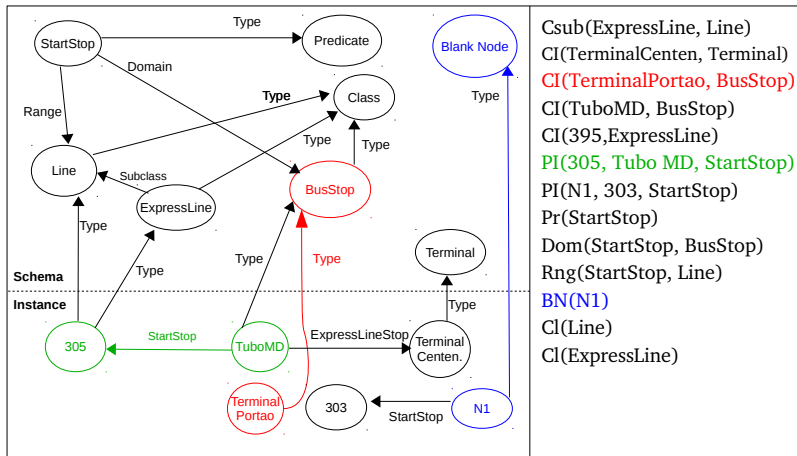 StartStop
Type
Predicate
Blank Node
Domain
Type
Class
Type
Range
Type
Type
Line
Subclass
ExpressLine
BusStop
Type
Type
Type
Type
Terminal
Schema
Instance
Type
305
StartStop
TuboMD
ExpressLineStop
Terminal
Centen.
Terminal
Portao
303
StartStop
N1
Csub(ExpressLine, Line)
CI(TerminalCenten, Terminal)
CI(TerminalPortao, BusStop)
CI(TuboMD, BusStop)
CI(395,ExpressLine)
PI(305, Tubo MD, StartStop)
PI(N1, 303, StartStop)
Pr(StartStop)
Dom(StartStop, BusStop)
Rng(StartStop, Line)
BN(N1)
Cl(Line)
Cl(ExpressLine)